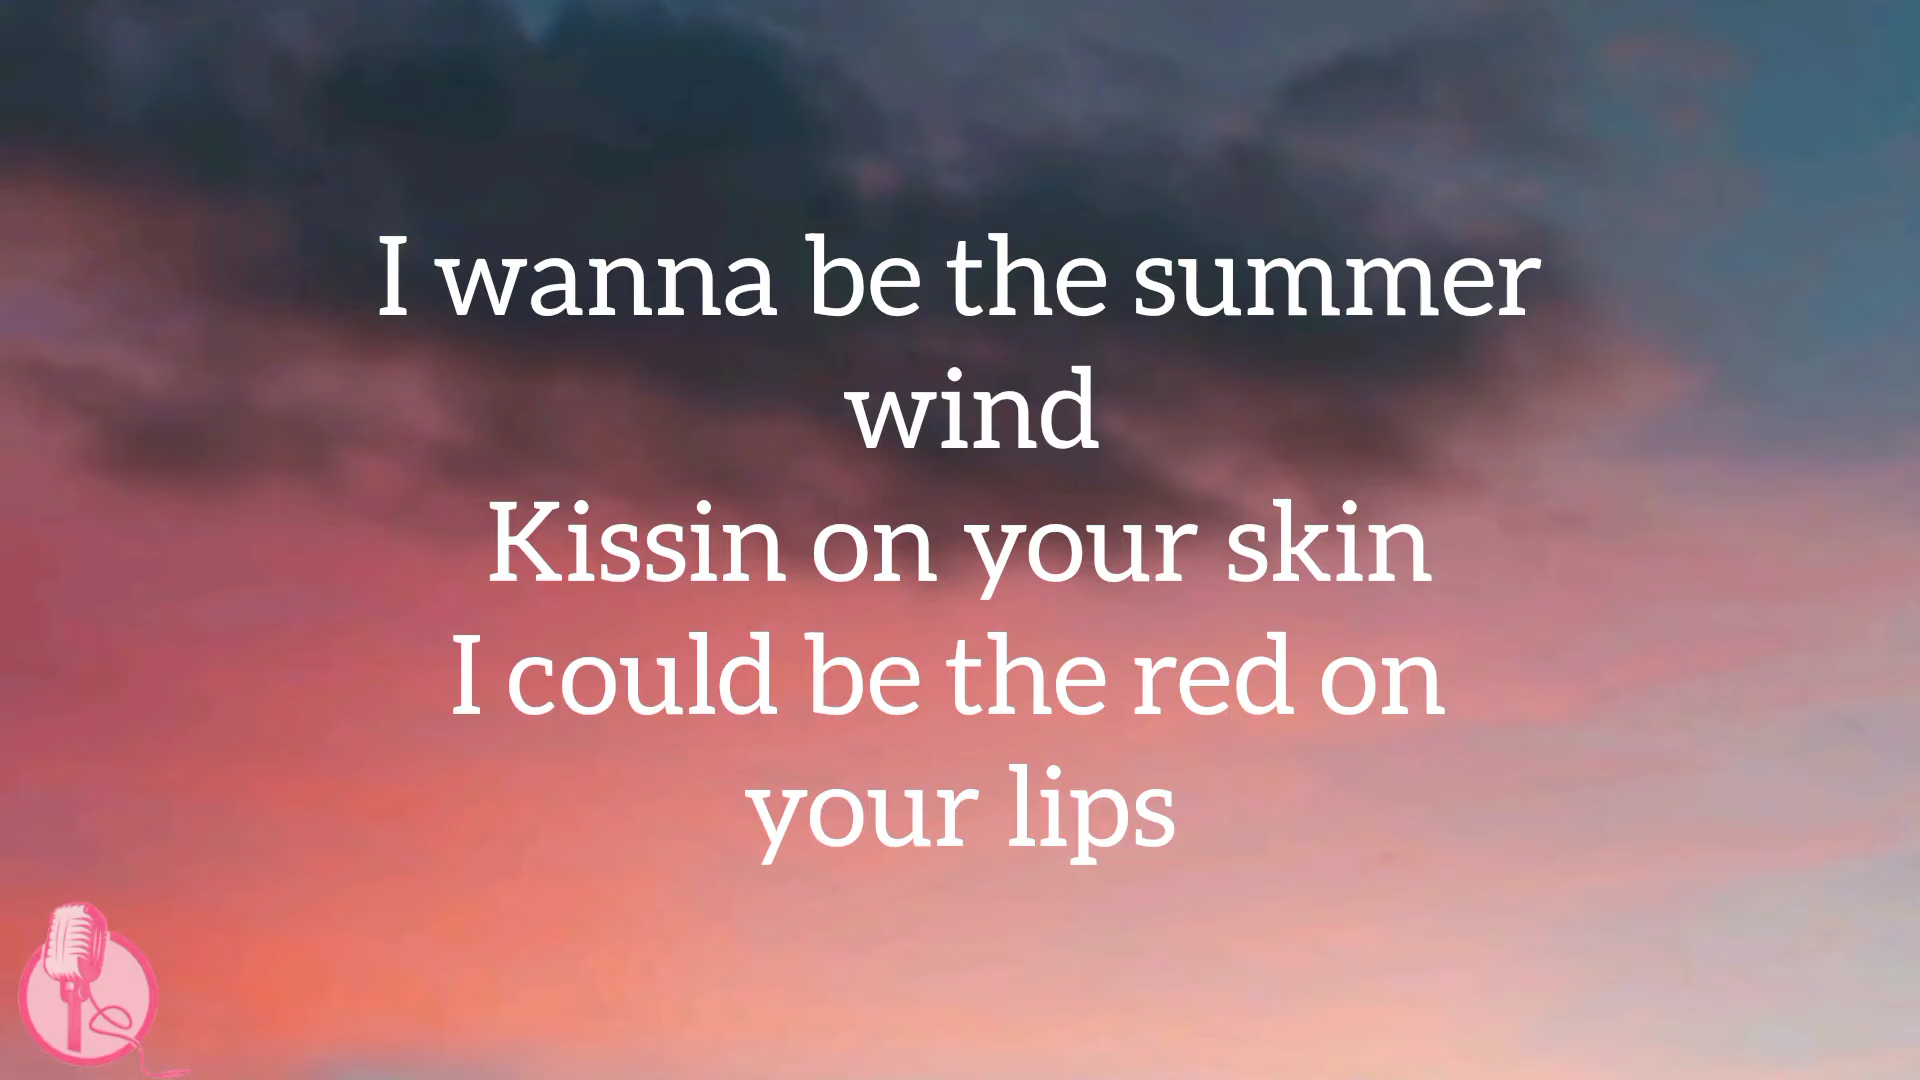 I wanna be the summer
wind
Kissin on your skin
I could be the red on
your lips